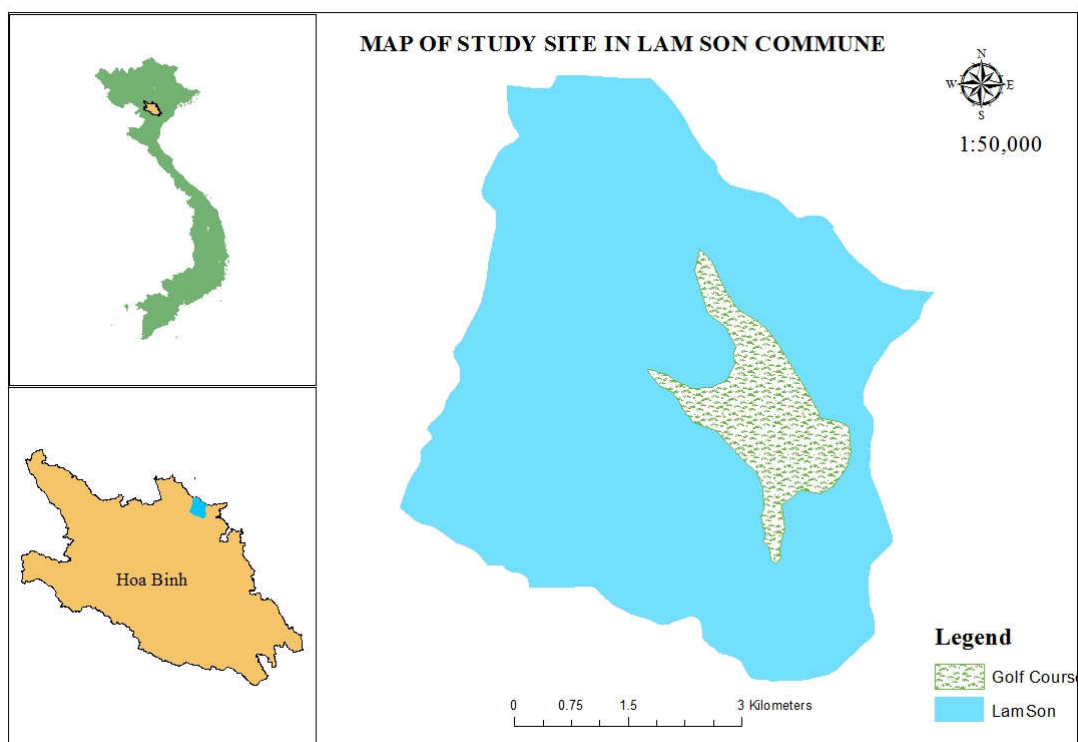 MAP OF STUDY SITE IN LAM SON COMMUNE
N
W E
S
1:50,000
Hoa Binh
Legend
Golf Course
LamSon
0 0.75 1.5 3 Kilometers